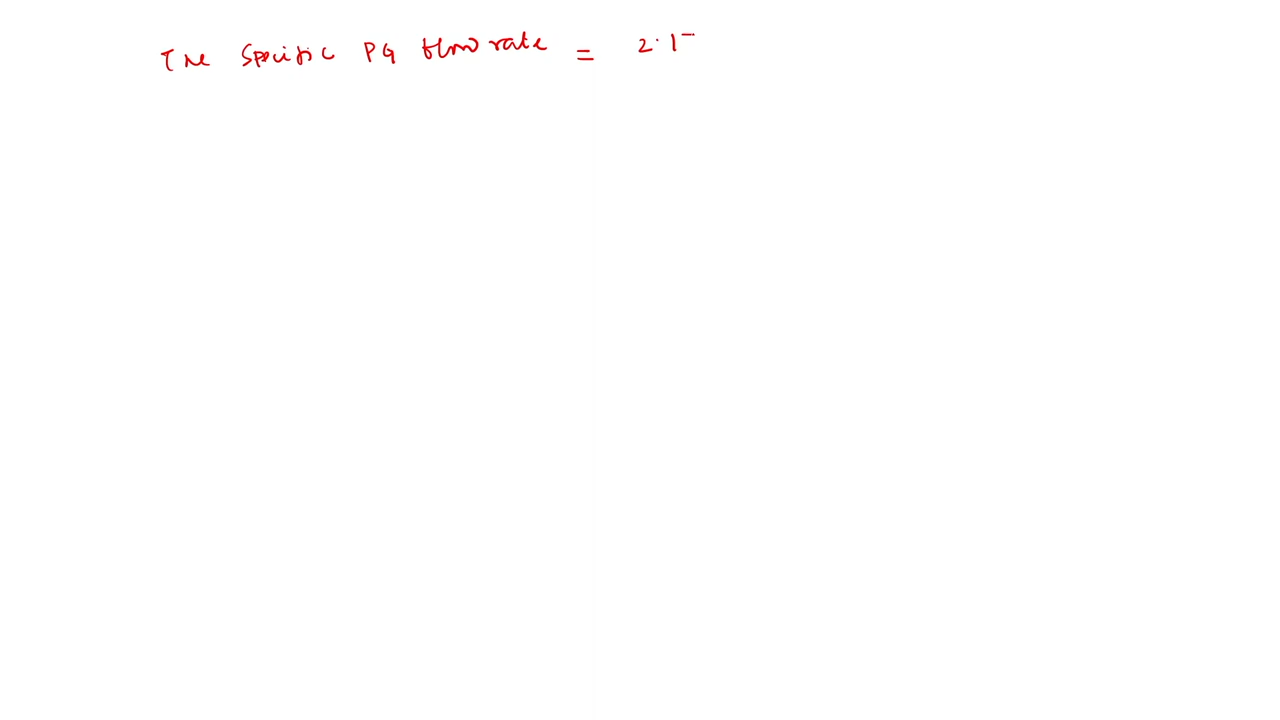 The Specific PG flow rate = 2.1